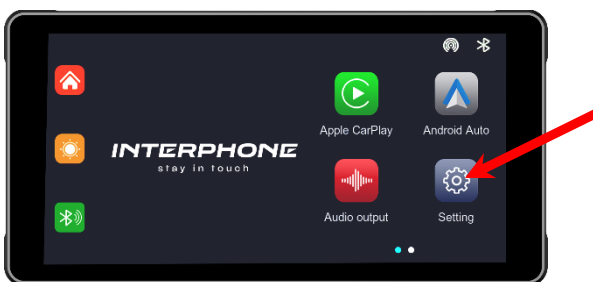 Apple CarPlay
Android Auto
INTERPHONE
stay in touch
Audio output
Setting